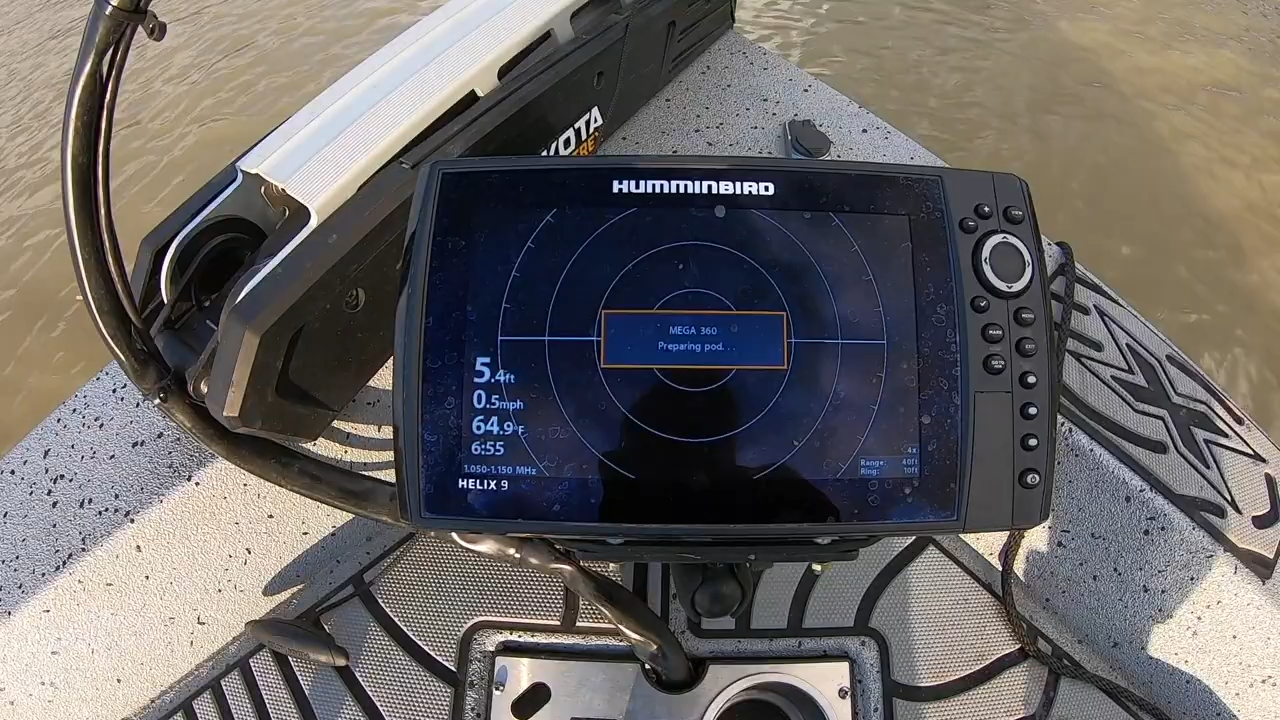 HUMMINBIRD
MEGA 360
Preparing pod...
5.4ft
0.5mph
64.9°F
6:55
1.050-1.150 MHz
HELIX 9
4x
Range: 40ft
Ring: 10ft
MARK
MENU
EXIT
VIEW